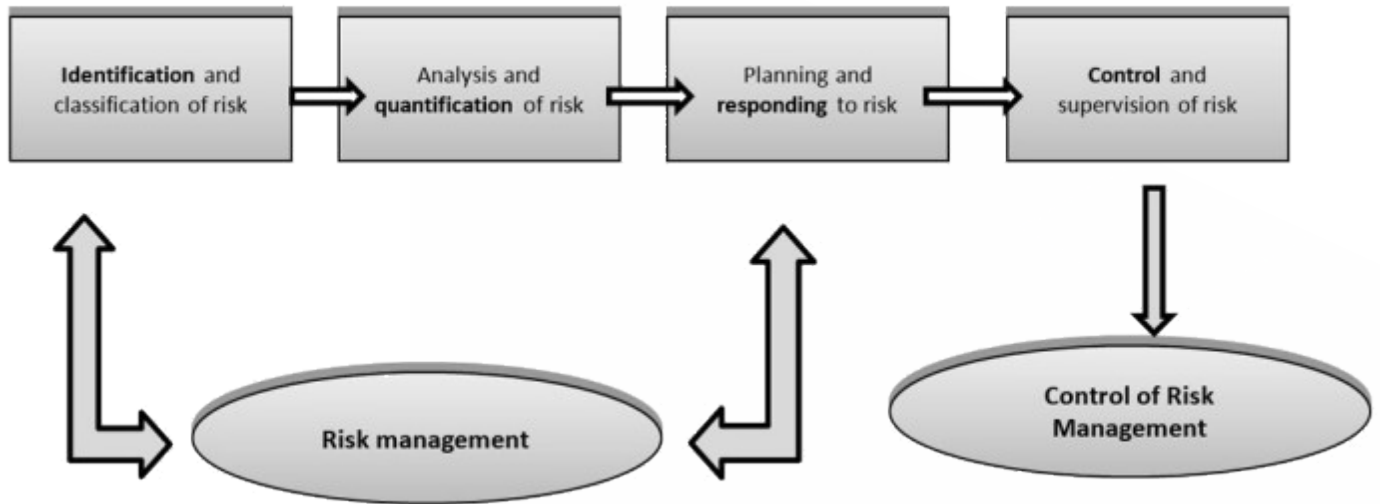 Identification and
classification of risk
Analysis and
quantification of risk
Planning and
responding to risk
Control and
supervision of risk
Risk management
Control of Risk
Management